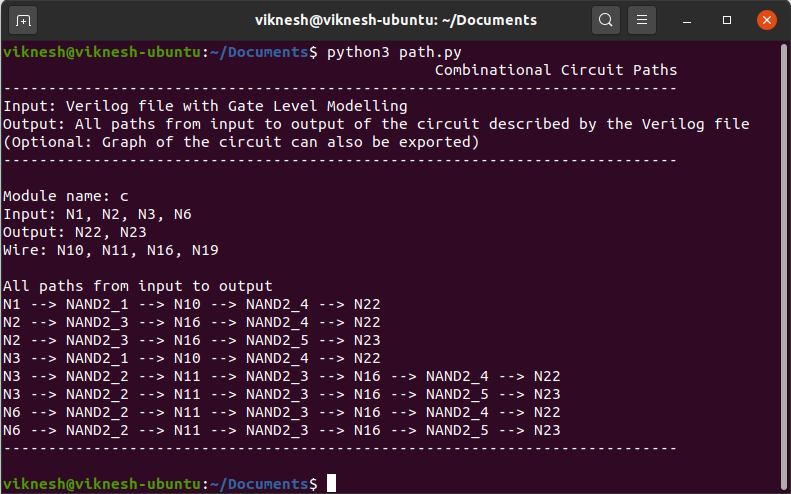 viknesh@viknesh-ubuntu: ~/Documents
viknesh@viknesh-ubuntu:~/Documents$ python3 path.py
Combinational Circuit Paths
---------------------------------------------------------------------------
Input: Verilog file with Gate Level Modelling
Output: All paths from input to output of the circuit described by the Verilog file
(Optional: Graph of the circuit can also be exported)
---------------------------------------------------------------------------
Module name: c
Input: N1, N2, N3, N6
Output: N22, N23
Wire: N10, N11, N16, N19
All paths from input to output
N1 --> NAND2_1 --> N10 --> NAND2_4 --> N22
N2 --> NAND2_3 --> N16 --> NAND2_4 --> N22
N2 --> NAND2_3 --> N16 --> NAND2_5 --> N23
N3 --> NAND2_1 --> N10 --> NAND2_4 --> N22
N3 --> NAND2_2 --> N11 --> NAND2_3 --> N16 --> NAND2_4 --> N22
N3 --> NAND2_2 --> N11 --> NAND2_3 --> N16 --> NAND2_5 --> N23
N6 --> NAND2_2 --> N11 --> NAND2_3 --> N16 --> NAND2_4 --> N22
N6 --> NAND2_2 --> N11 --> NAND2_3 --> N16 --> NAND2_5 --> N23
---------------------------------------------------------------------------
viknesh@viknesh-ubuntu:~/Documents$